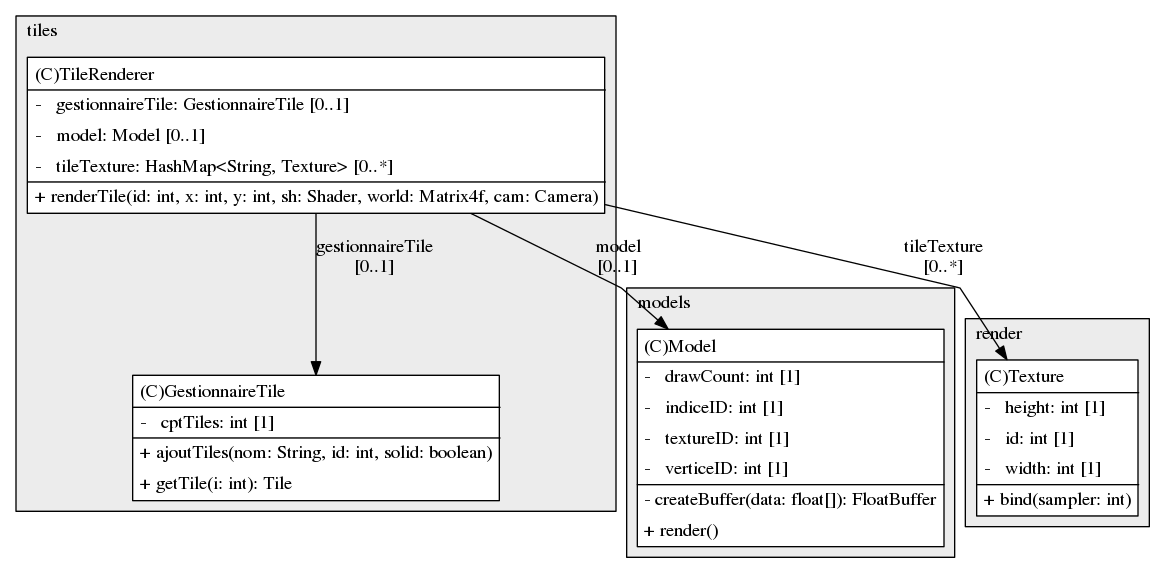 tiles
(C)TileRenderer
- gestionnaireTile: GestionnaireTile [0..1]
- model: Model [0..1]
- tileTexture: HashMap<String, Texture> [0..*]
+ renderTile(id: int, x: int, y: int, sh: Shader, world: Matrix4f, cam: Camera)
gestionnaireTile
[0..1]
model
[0..1]
tileTexture
[0..*]
(C)GestionnaireTile
- cptTiles: int [1]
+ ajoutTiles(nom: String, id: int, solid: boolean)
+ getTile(i: int): Tile
models
(C)Model
- drawCount: int [1]
- indiceID: int [1]
- textureID: int [1]
- verticeID: int [1]
- createBuffer(data: float[]): FloatBuffer
+ render()
render
(C)Texture
- height: int [1]
- id: int [1]
- width: int [1]
+ bind(sampler: int)